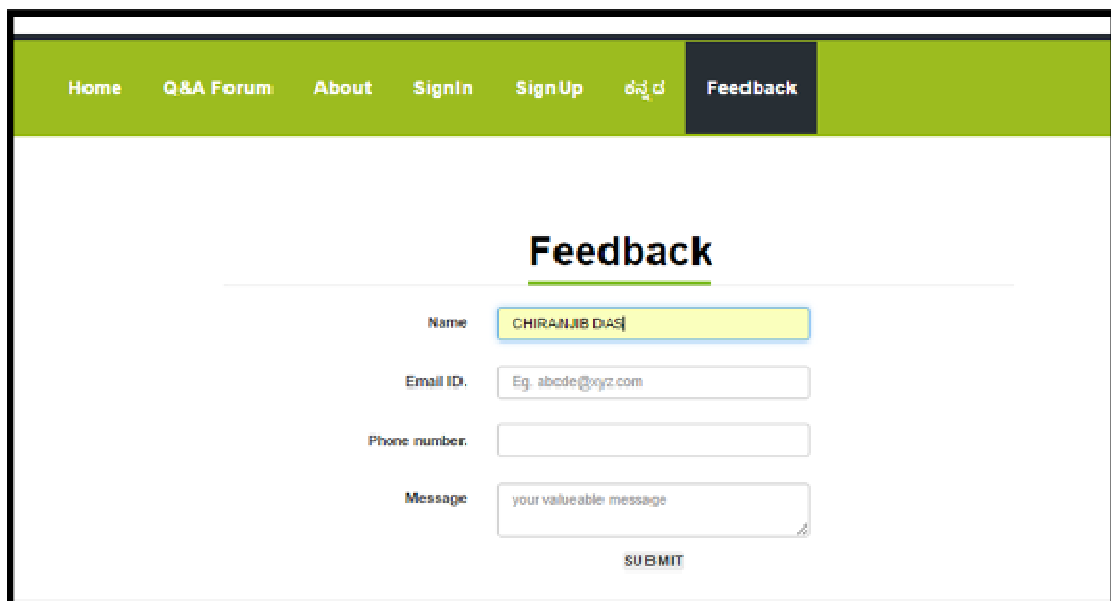 Home Q&A Forum About SignIn Sign Up ಕನ್ನಡ Feedback
Feedback
Name CHIRANJIB DAS
Email ID. Eg. abcde@xyz.com
Phone number.
Message your valueable message
SUBMIT